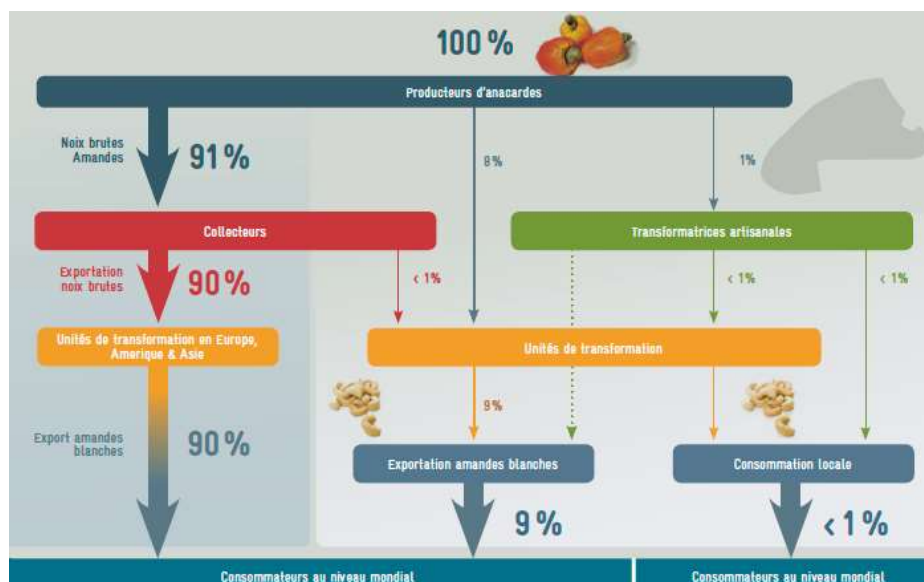 100 %
Producteurs d'anacardes
Noix brutes
Amandes
91 %
8%
1%
Collecteurs
Transformatrices artisanales
Exportation
noix brutes
90 %
< 1%
< 1%
< 1%
Unités de transformation en Europe,
Amerique & Asie
Unités de transformation
Export amandes
blanches
90 %
9%
Exportation amandes blanches
Consommation locale
9 %
< 1 %
Consommateurs au niveau mondial
Consommateurs au niveau mondial